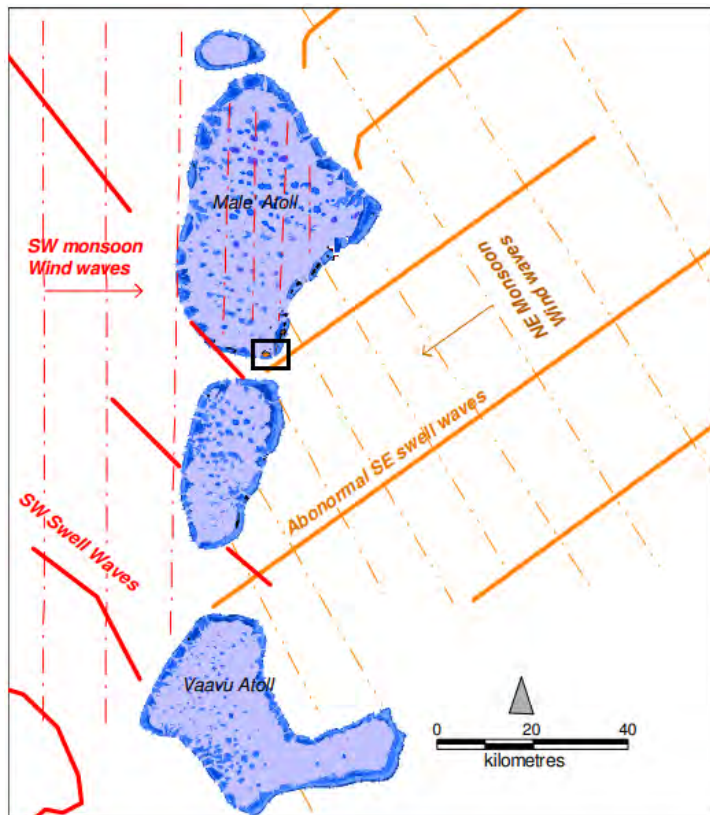 Male' Atoll
SW monsoon
Wind waves
NE Monsoon
Wind waves
Abonormal SE swell waves
SW Swell Waves
Vaavu Atoll
0 20 40
kilometres